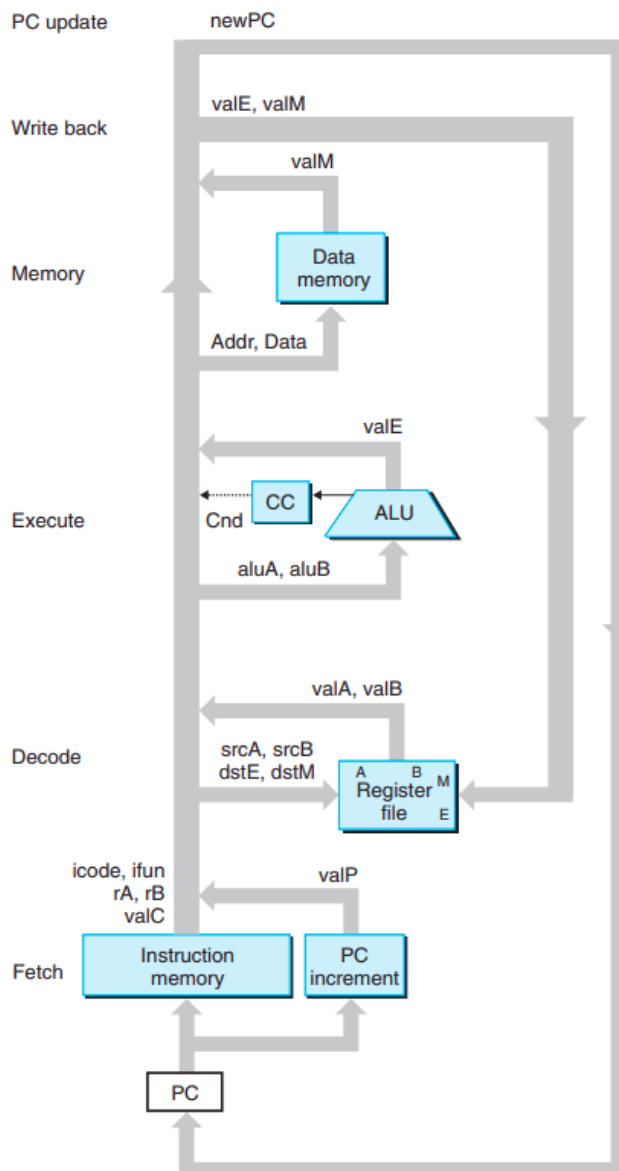 PC update
newPC
valE, valM
Write back
valM
Data
memory
Memory
Addr, Data
valE
CC
ALU
Cnd
Execute
aluA, aluB
valA, valB
Decode
srcA, srcB
dstE, dstM
A B M
Register
file
E
icode, ifun
rA, rB
valC
valP
Fetch
Instruction
memory
PC
increment
PC